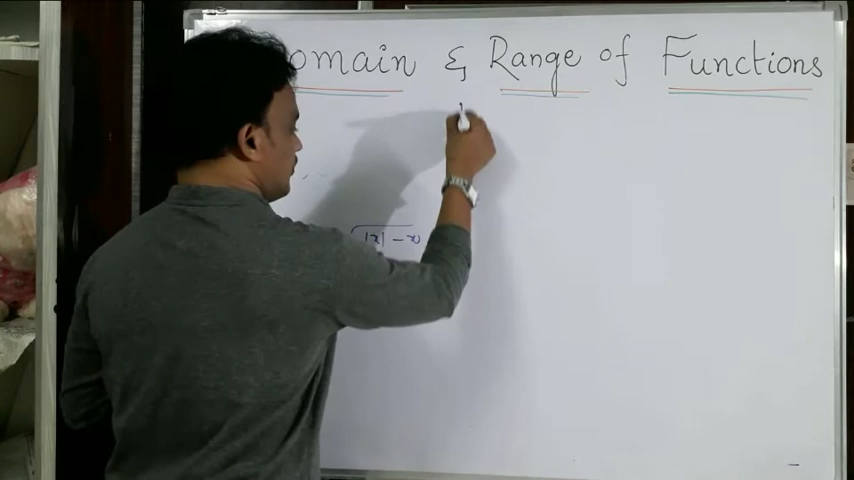 omain & Range of Functions
√|x| - x